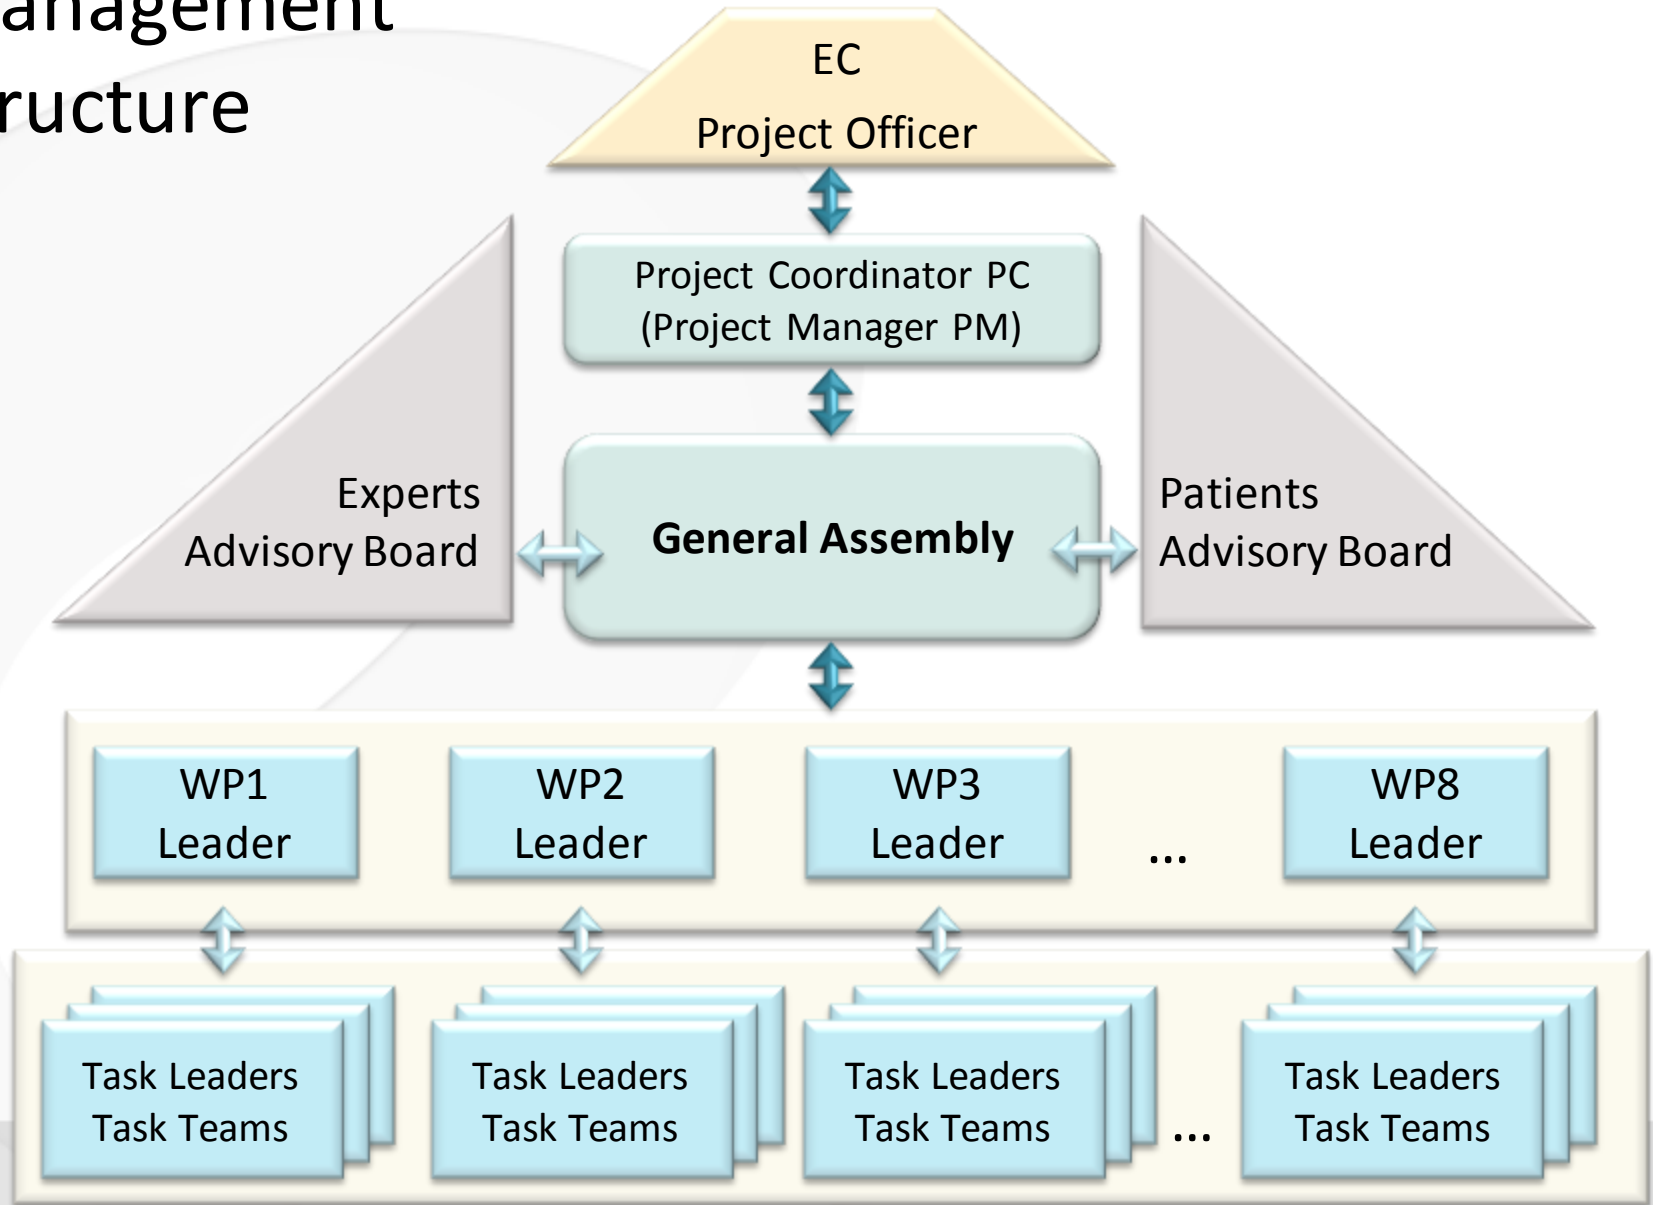 anagement
ructure
EC
Project Officer
Project Coordinator PC
(Project Manager PM)
Experts
Advisory Board
General Assembly
Patients
Advisory Board
WP1
Leader
WP2
Leader
WP3
Leader
...
WP8
Leader
Task Leaders
Task Teams
Task Leaders
Task Teams
Task Leaders
Task Teams
...
Task Leaders
Task Teams